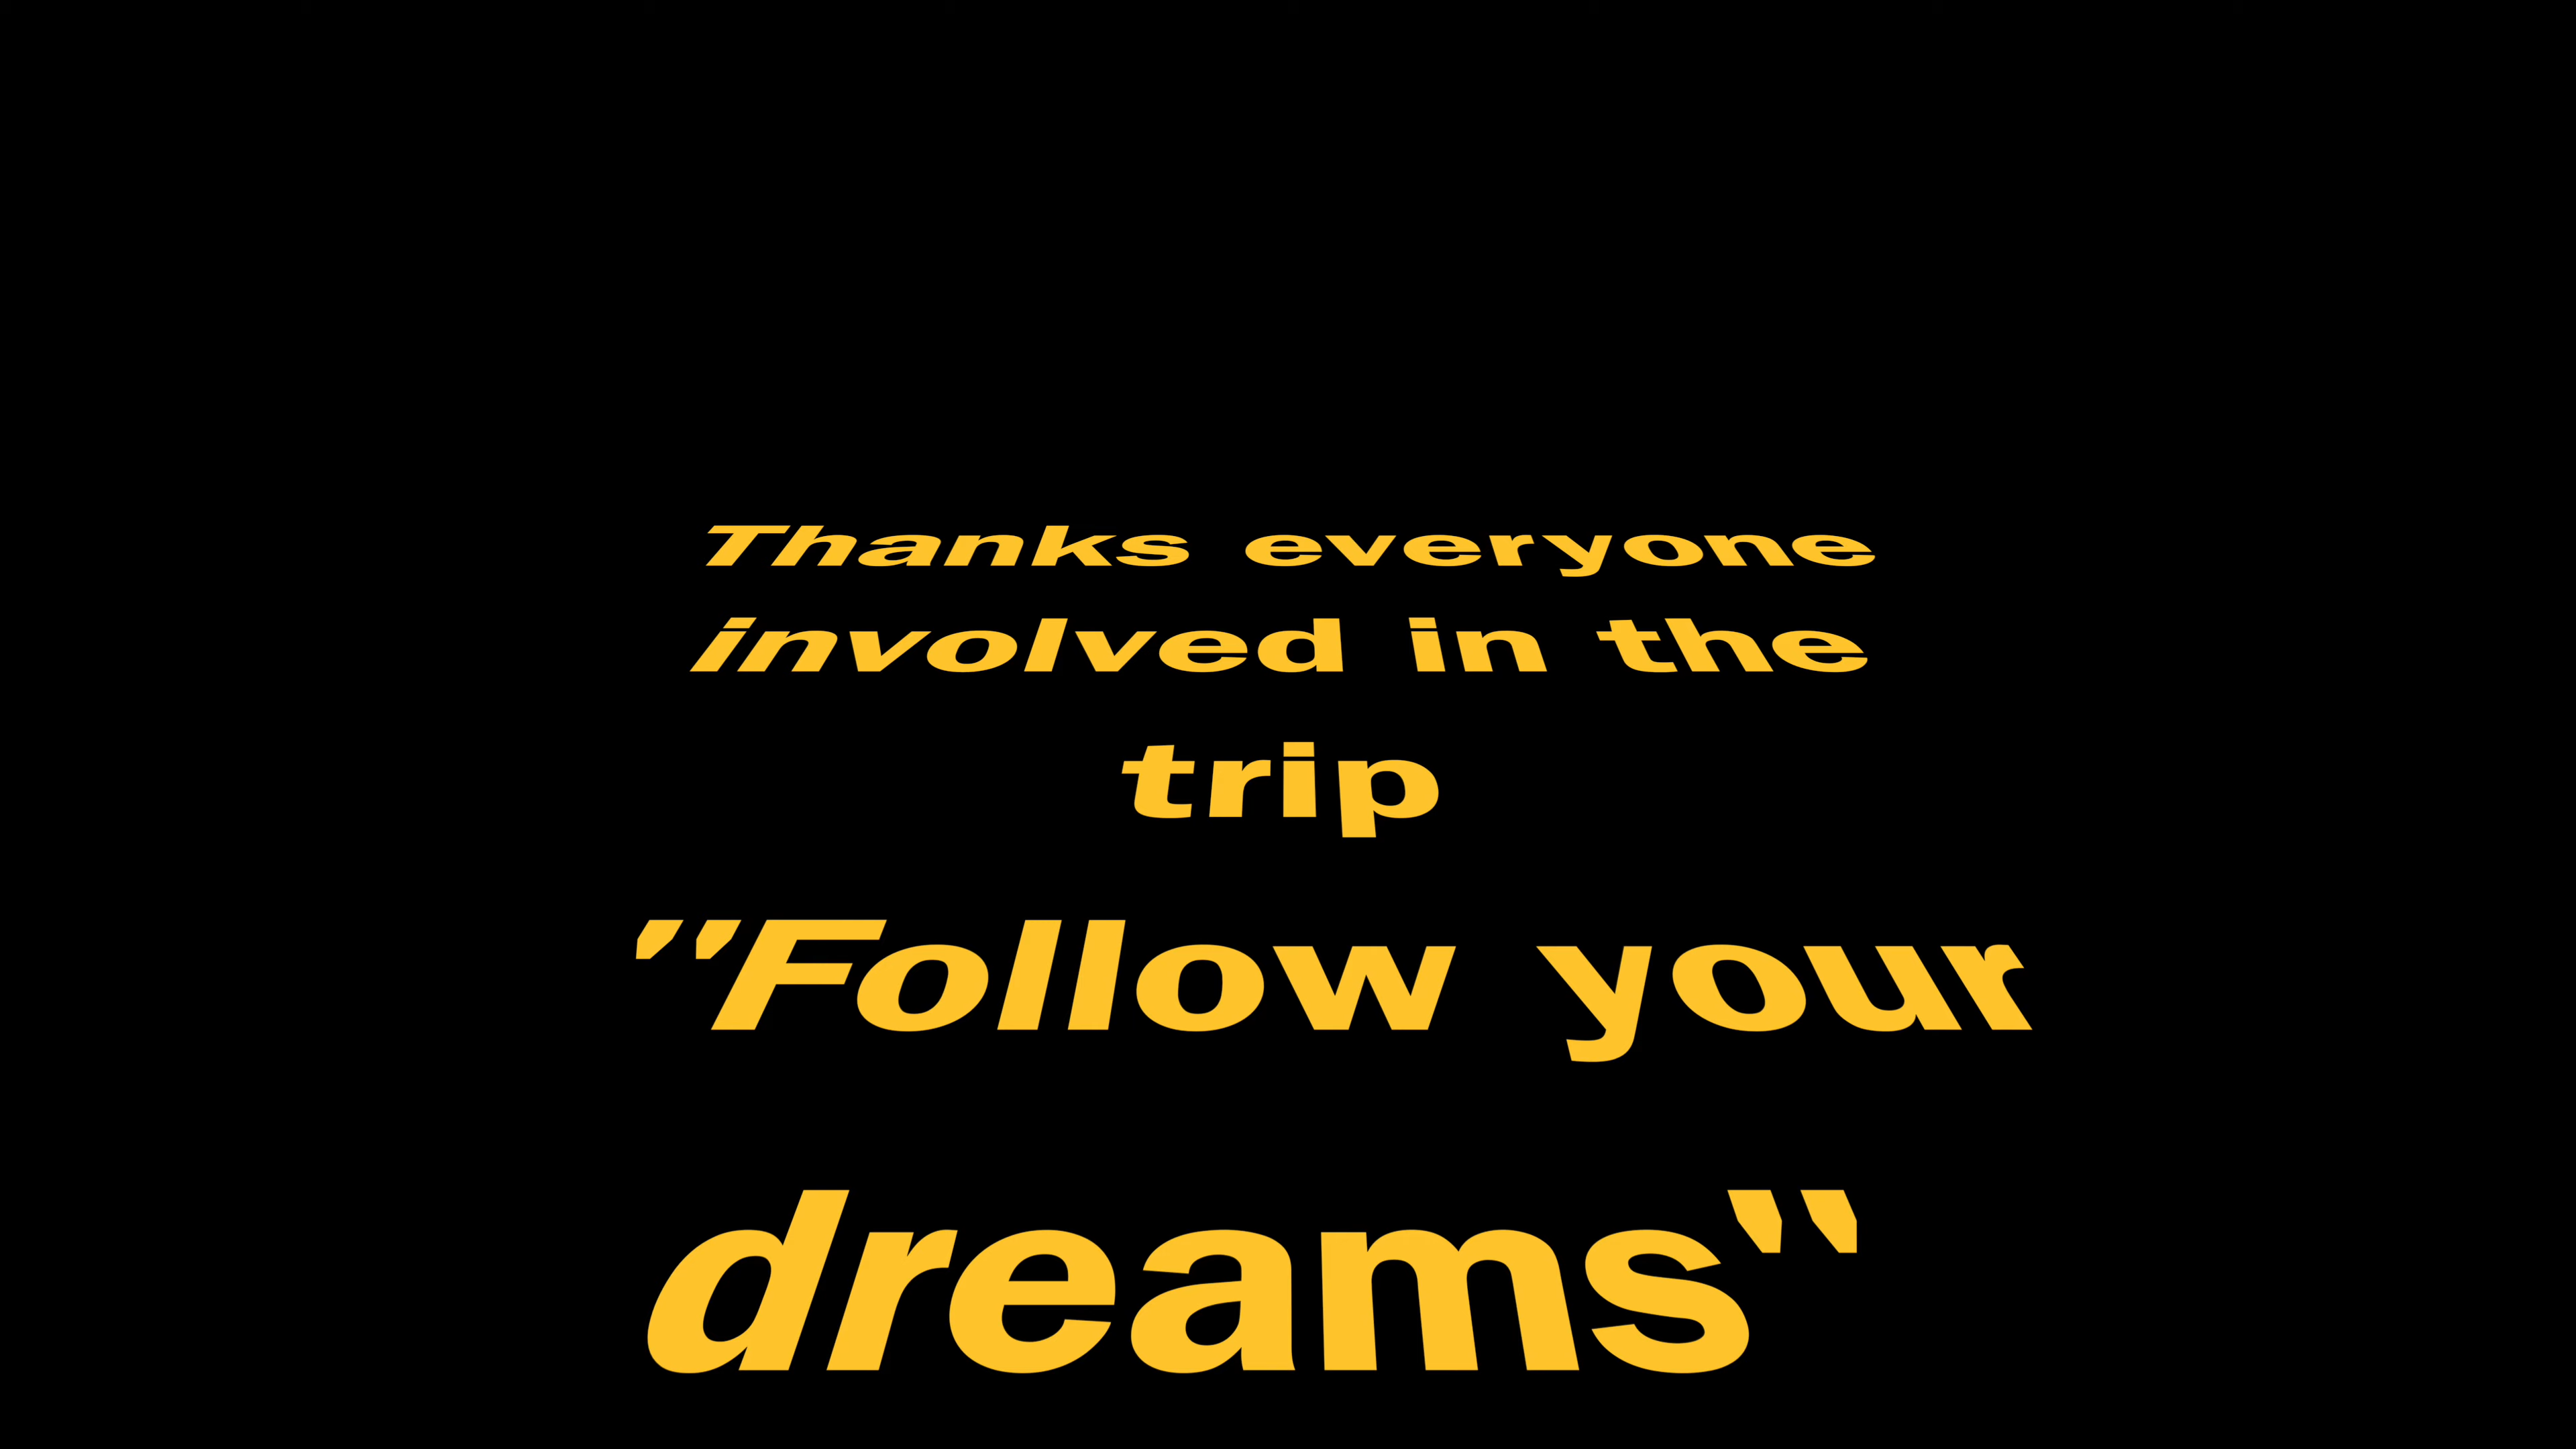 Thanks everyone
involved in the
trip
"Follow your
dreams"